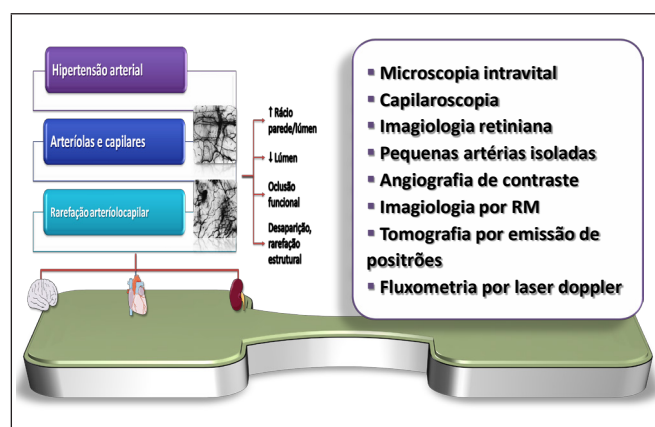 Hipertensão arterial
Arteríolas e capilares
Rarefação arteríolocapilar
↑ Rácio
parede/lúmen
↓ Lúmen
Oclusão
funcional
Desaparição,
rarefação
estrutural
▪ Microscopia intravital
▪ Capilaroscopia
▪ Imagiologia retiniana
▪ Pequenas artérias isoladas
▪ Angiografia de contraste
▪ Imagiologia por RM
▪ Tomografia por emissão de
positrões
▪ Fluxometria por laser doppler